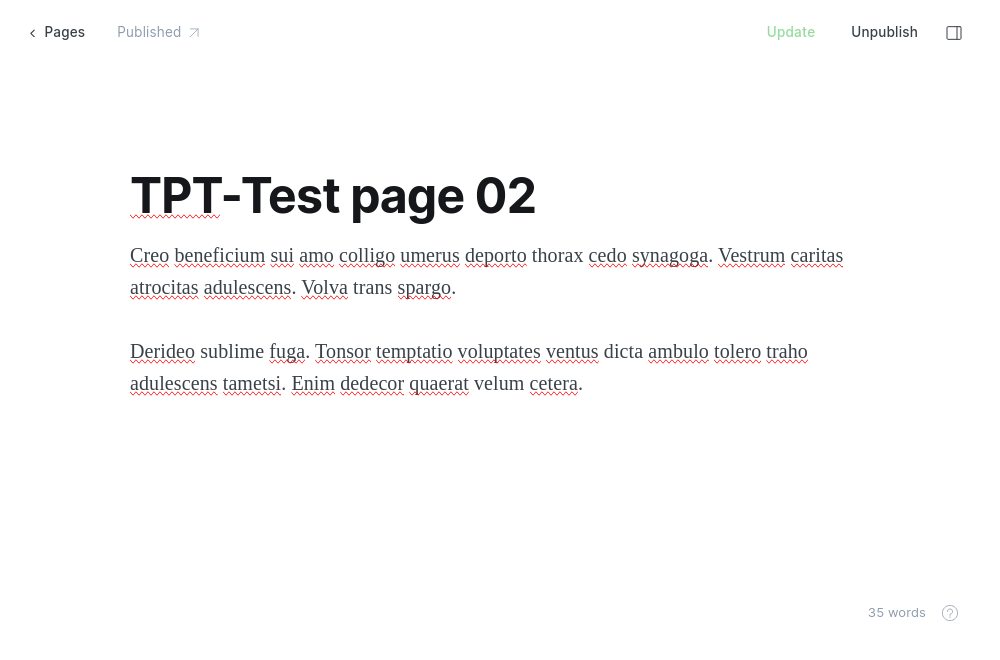 Pages
Published
Update
Unpublish
TPT-Test page 02
Creo beneficium sui amo colligo umerus deporto thorax cedo synagoga. Vestrum caritas
atrocitas adulescens. Volva trans spargo.
Derideo sublime fuga. Tonsor temptatio voluptates ventus dicta ambulo tolero traho
adulescens tametsi. Enim dedecor quaerat velum cetera.
35 words
?